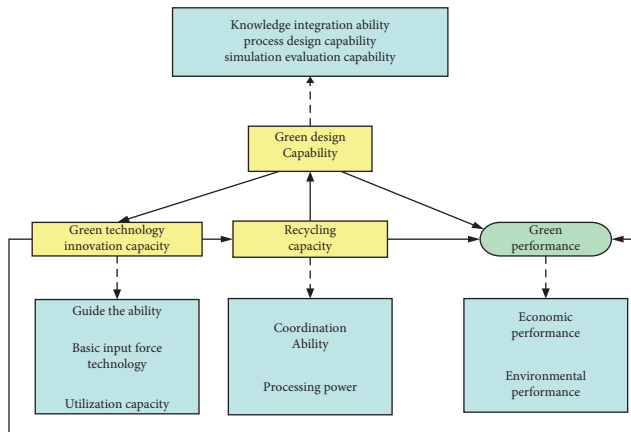 Knowledge integration ability
process design capability
simulation evaluation capability
Green design
Capability
Green technology
innovation capacity
Recycling
capacity
Green
performance
Guide the ability
Basic input force
technology
Utilization capacity
Coordination
Ability
Processing power
Economic
performance
Environmental
performance